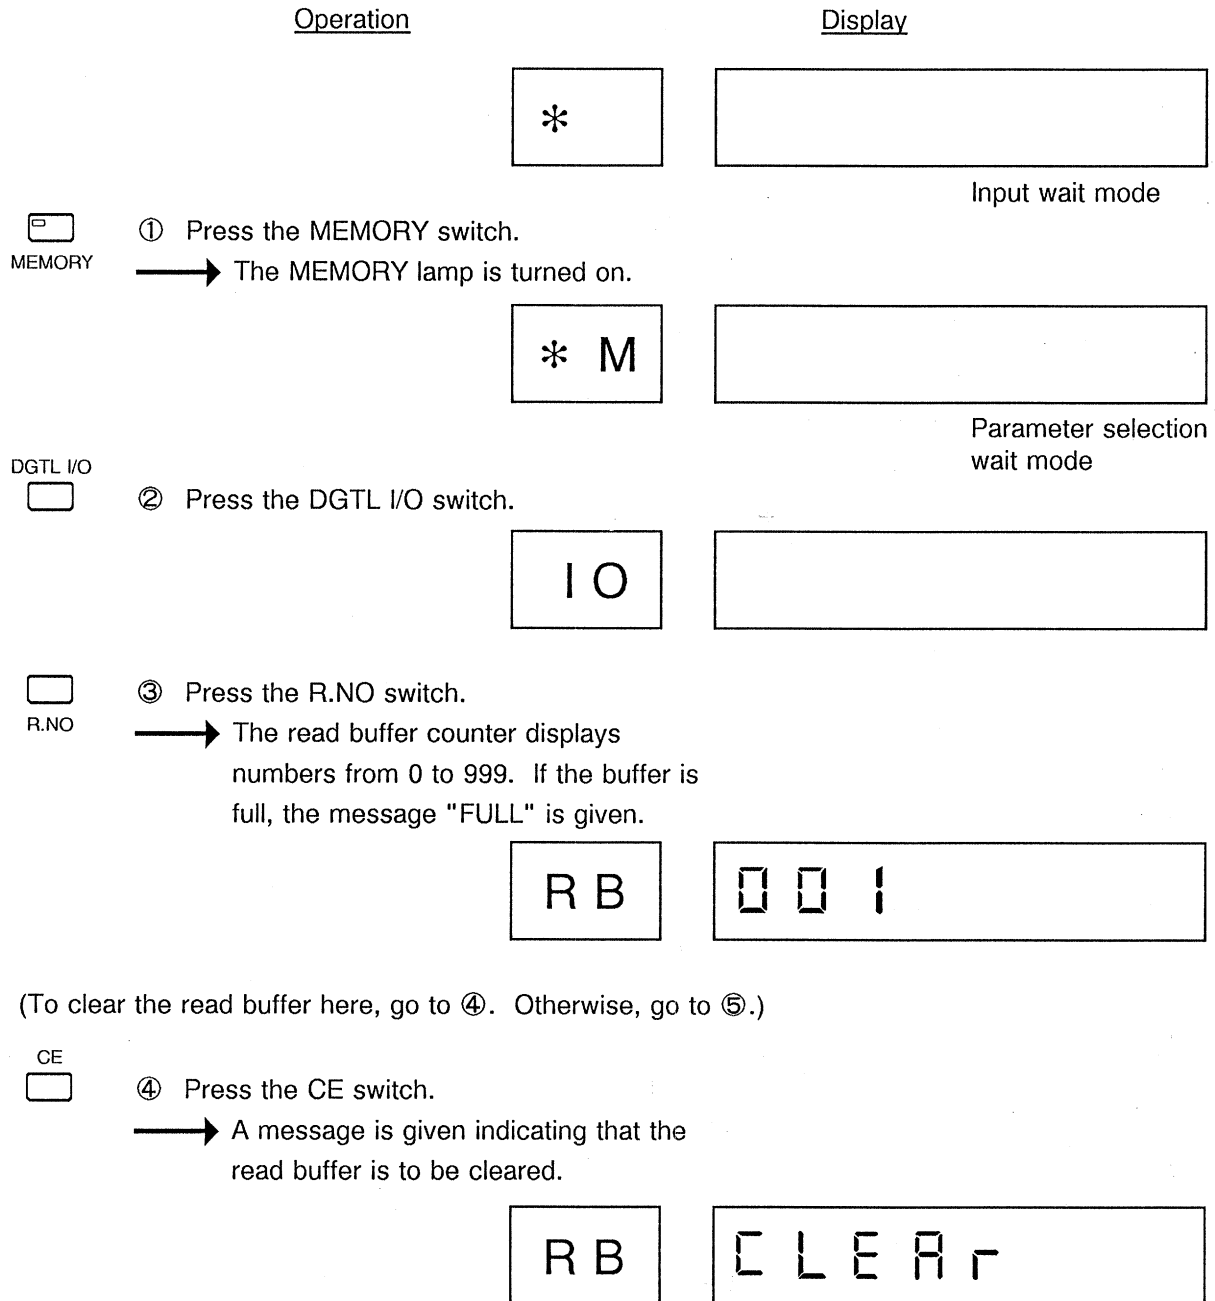 Operation Display
*
Input wait mode
MEMORY
① Press the MEMORY switch.
The MEMORY lamp is turned on.
* M
Parameter selection
wait mode
DGTL I/O
② Press the DGTL I/O switch.
I O
R.NO
③ Press the R.NO switch.
The read buffer counter displays
numbers from 0 to 999. If the buffer is
full, the message "FULL" is given.
R B 001
(To clear the read buffer here, go to ④. Otherwise, go to ⑤.)
CE
④ Press the CE switch.
A message is given indicating that the
read buffer is to be cleared.
R B CLEAr